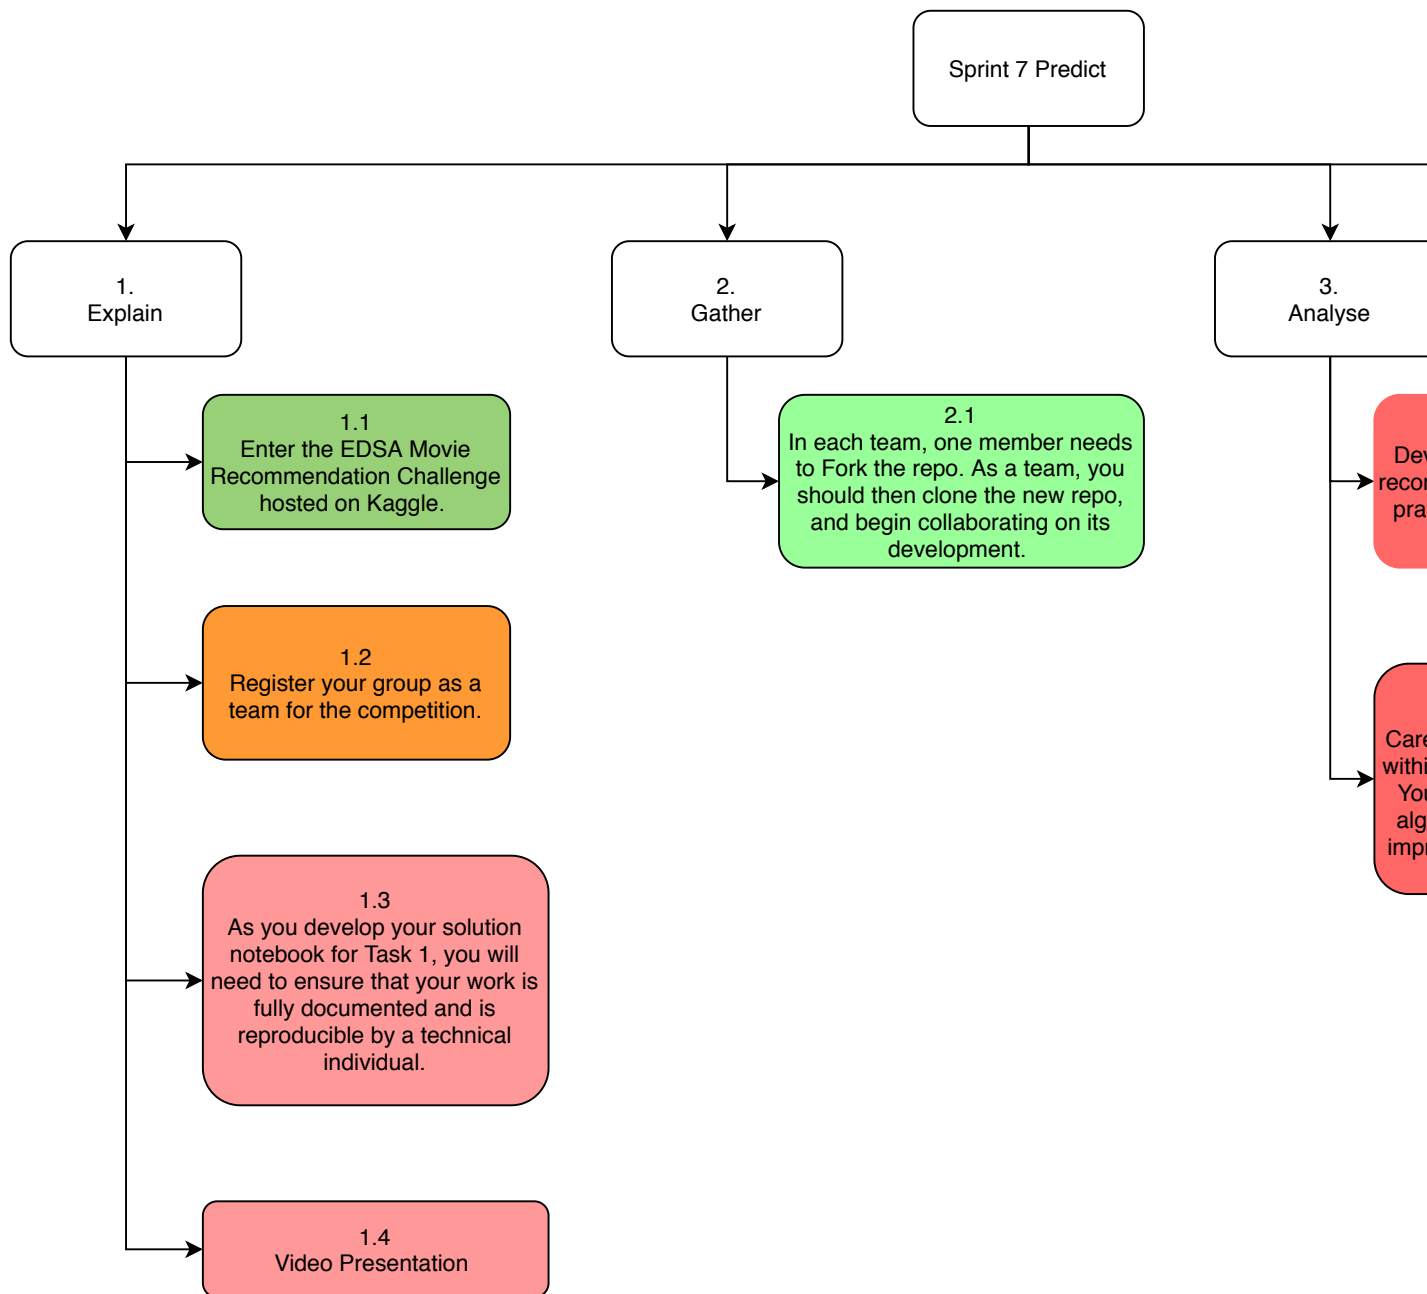 Sprint 7 Predict
1.
Explain
2.
Gather
3.
Analyse
1.1
Enter the EDSA Movie
Recommendation Challenge
hosted on Kaggle.
1.2
Register your group as a
team for the competition.
1.3
As you develop your solution
notebook for Task 1, you will
need to ensure that your work is
fully documented and is
reproducible by a technical
individual.
1.4
Video Presentation
2.1
In each team, one member needs
to Fork the repo. As a team, you
should then clone the new repo,
and begin collaborating on its
development.